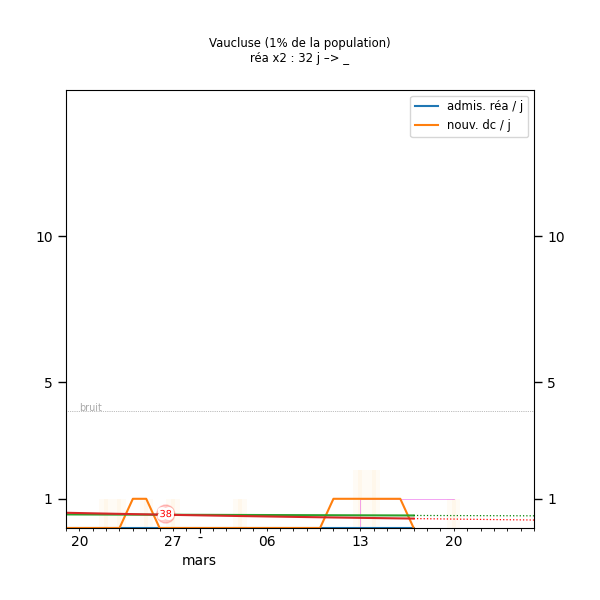 Vaucluse (1% de la population)
réa x2 : 32 j –> _
admis. réa / j
nouv. dc / j
10 10
5 5
bruit
1 1
38
20 27 - 06 13 20
mars